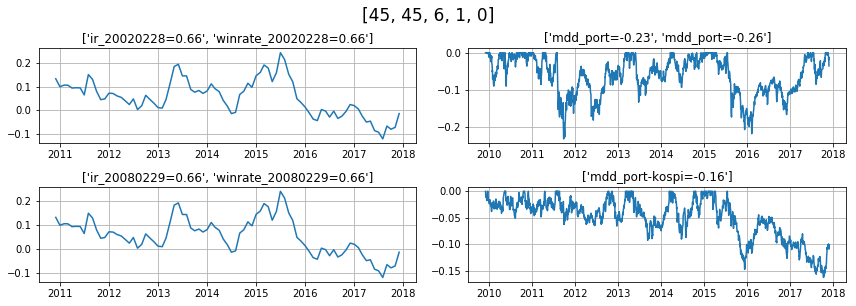 [45, 45, 6, 1, 0]
['ir_20020228=0.66', 'winrate_20020228=0.66']
0.2
0.1
0.0
−0.1
2011 2012 2013 2014 2015 2016 2017 2018
['mdd_port=-0.23', 'mdd_port=-0.26']
0.0
−0.1
−0.2
2010 2011 2012 2013 2014 2015 2016 2017 2018
['ir_20080229=0.66', 'winrate_20080229=0.66']
0.2
0.1
0.0
−0.1
2011 2012 2013 2014 2015 2016 2017 2018
['mdd_port-kospi=-0.16']
0.00
−0.05
−0.10
−0.15
2010 2011 2012 2013 2014 2015 2016 2017 2018